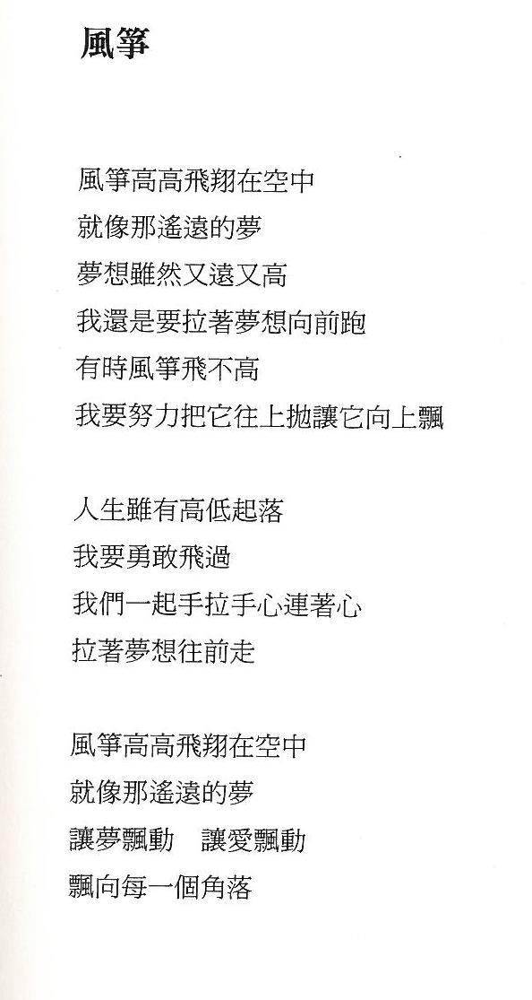 風箏
風箏高高飛翔在空中
就像那遙遠的夢
夢想雖然又遠又高
我還是要拉著夢想向前跑
有時風箏飛不高
我要努力把它往上拋讓它向上飄
人生雖有高低起落
我要勇敢飛過
我們一起手拉手心連著心
拉著夢想往前走
風箏高高飛翔在空中
就像那遙遠的夢
讓夢飄動　讓愛飄動
飄向每一個角落